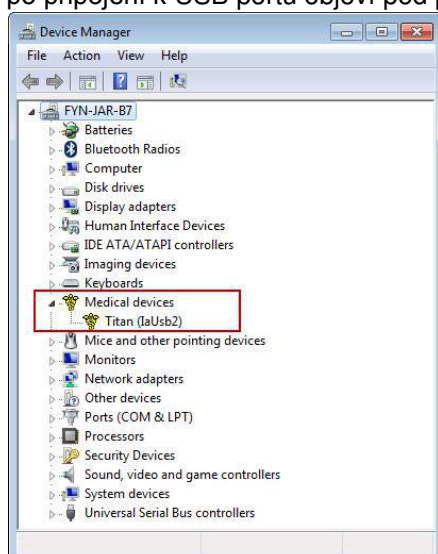 po připojení k USB portu objeví pod
Device Manager
File Action View Help
FYN-JAR-B7
Batteries
Bluetooth Radios
Computer
Disk drives
Display adapters
Human Interface Devices
IDE ATA/ATAPI controllers
Imaging devices
Keyboards
Medical devices
Titan (IaUsb2)
Mice and other pointing devices
Monitors
Network adapters
Other devices
Ports (COM & LPT)
Processors
Security Devices
Sound, video and game controllers
System devices
Universal Serial Bus controllers